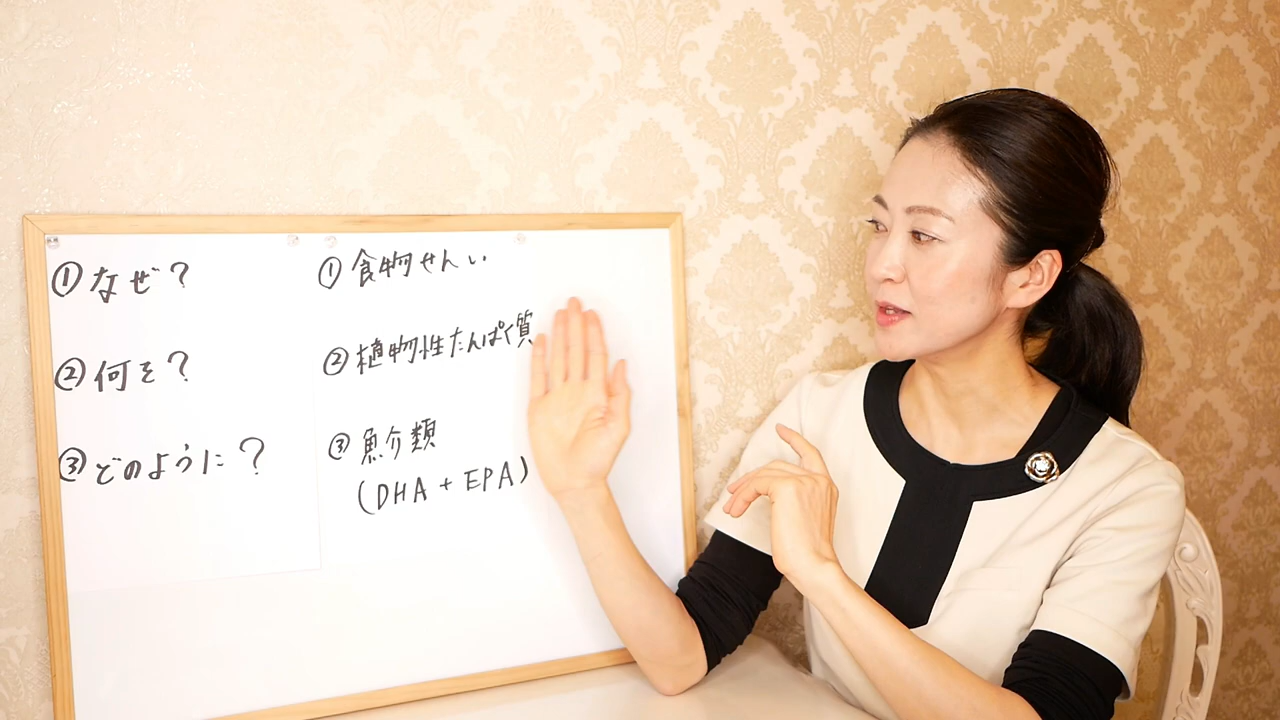 ①なぜ？
②何を？
③どのように？
①食物せんい
②植物性たんぱく質
③魚介類
(DHA + EPA)